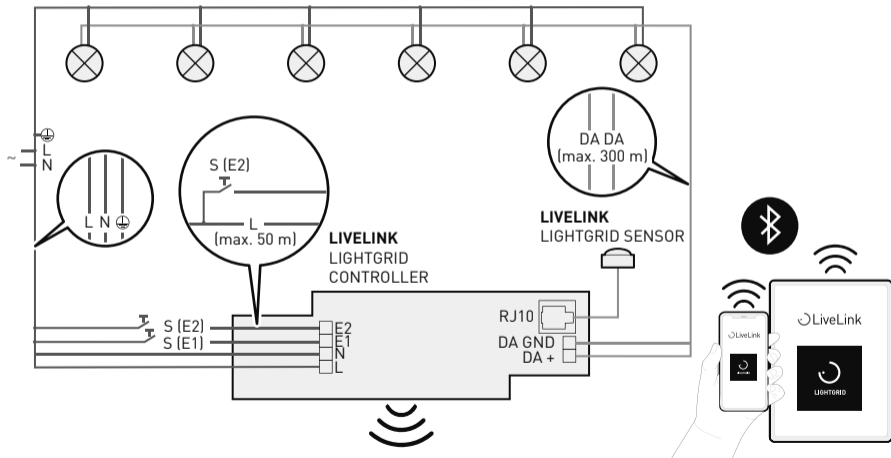 L
~
N
L N
S (E2)
L
(max. 50 m)
DA DA
(max. 300 m)
LIVELINK
LIGHTGRID
CONTROLLER
LIVELINK
LIGHTGRID SENSOR
S (E2)
S (E1)
E2
E1
N
L
RJ10
DA GND
DA +
LiveLink
LiveLink
LIGHTGRID